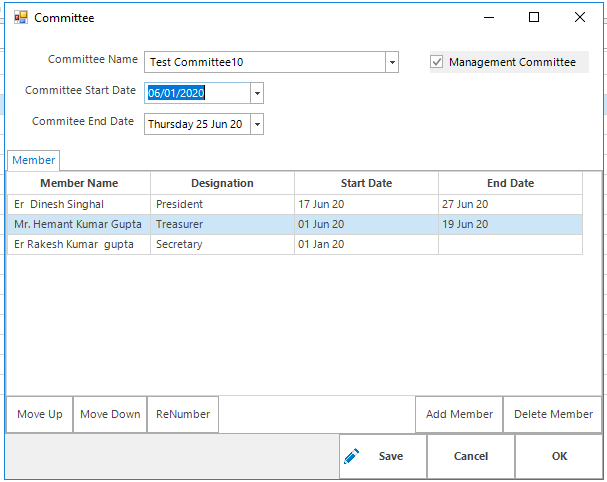 Committee
Committee Name Test Committee10 Management Committee
Committee Start Date 06/01/2020
Commitee End Date Thursday 25 Jun 20
Member
Member Name Designation Start Date End Date
Er  Dinesh Singhal President 17 Jun 20 27 Jun 20
Mr. Hemant Kumar Gupta Treasurer 01 Jun 20 19 Jun 20
Er Rakesh Kumar  gupta Secretary 01 Jan 20
Move Up Move Down ReNumber Add Member Delete Member
Save Cancel OK